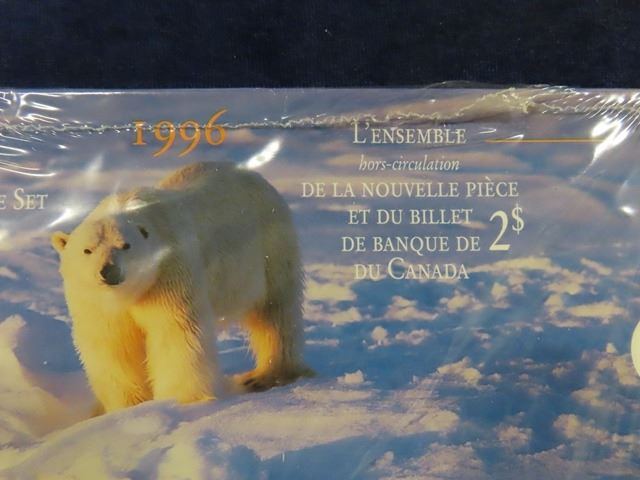 1996
E SET
L'ENSEMBLE
hors-circulation
DE LA NOUVELLE PIÈCE
ET DU BILLET
DE BANQUE DE 2$
DU CANADA